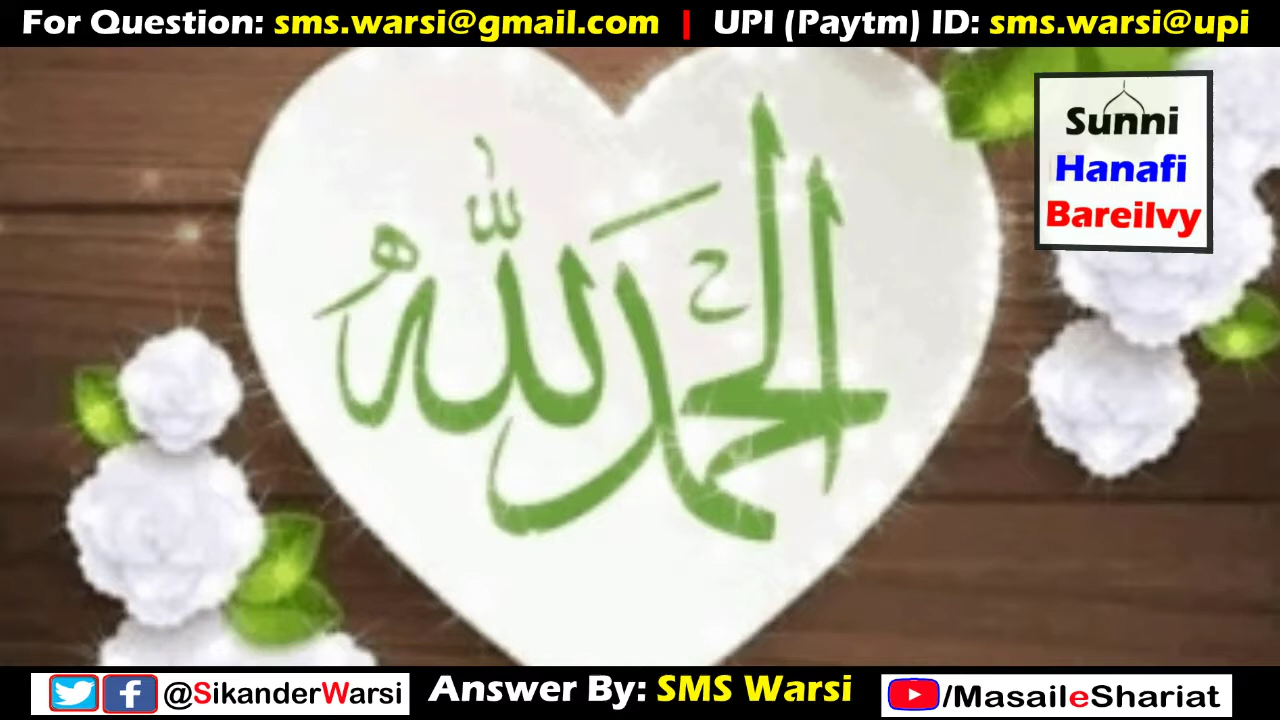 For Question: sms.warsi@gmail.com | UPI (Paytm) ID: sms.warsi@upi
Sunni
Hanafi
Bareilvy
الحمد لله
@SikanderWarsi
Answer By: SMS Warsi
/MasaileShariat